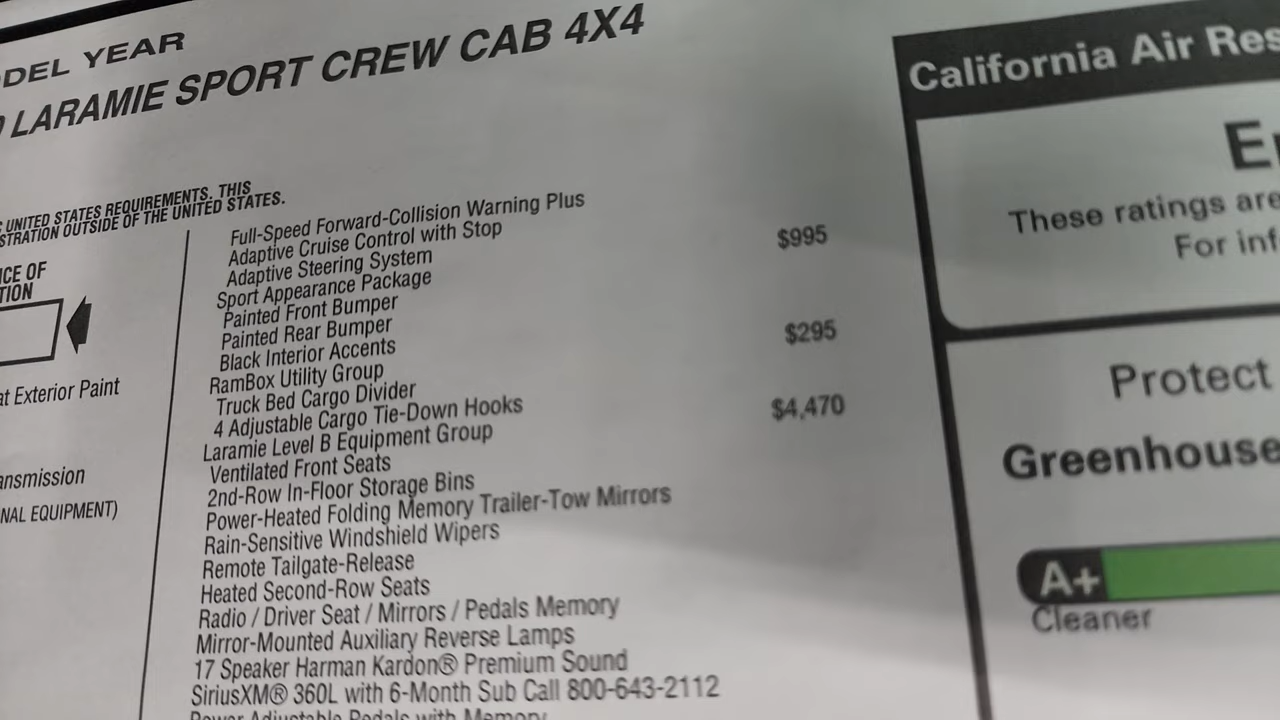 ODEL YEAR
LARAMIE SPORT CREW CAB 4X4
UNITED STATES REQUIREMENTS. THIS
STRATION OUTSIDE OF THE UNITED STATES.
ICE OF
TION
at Exterior Paint
ansmission
NAL EQUIPMENT)
Full-Speed Forward-Collision Warning Plus
Adaptive Cruise Control with Stop
Adaptive Steering System
Sport Appearance Package $995
Painted Front Bumper
Painted Rear Bumper
Black Interior Accents
RamBox Utility Group $295
Truck Bed Cargo Divider
4 Adjustable Cargo Tie-Down Hooks
Laramie Level B Equipment Group $4,470
Ventilated Front Seats
2nd-Row In-Floor Storage Bins
Power-Heated Folding Memory Trailer-Tow Mirrors
Rain-Sensitive Windshield Wipers
Remote Tailgate-Release
Heated Second-Row Seats
Radio / Driver Seat / Mirrors / Pedals Memory
Mirror-Mounted Auxiliary Reverse Lamps
17 Speaker Harman Kardon® Premium Sound
SiriusXM® 360L with 6-Month Sub Call 800-643-2112
Power Adjustable Pedals with Memory
California Air Res
These ratings are
For inf
Protect
Greenhouse
A+
Cleaner